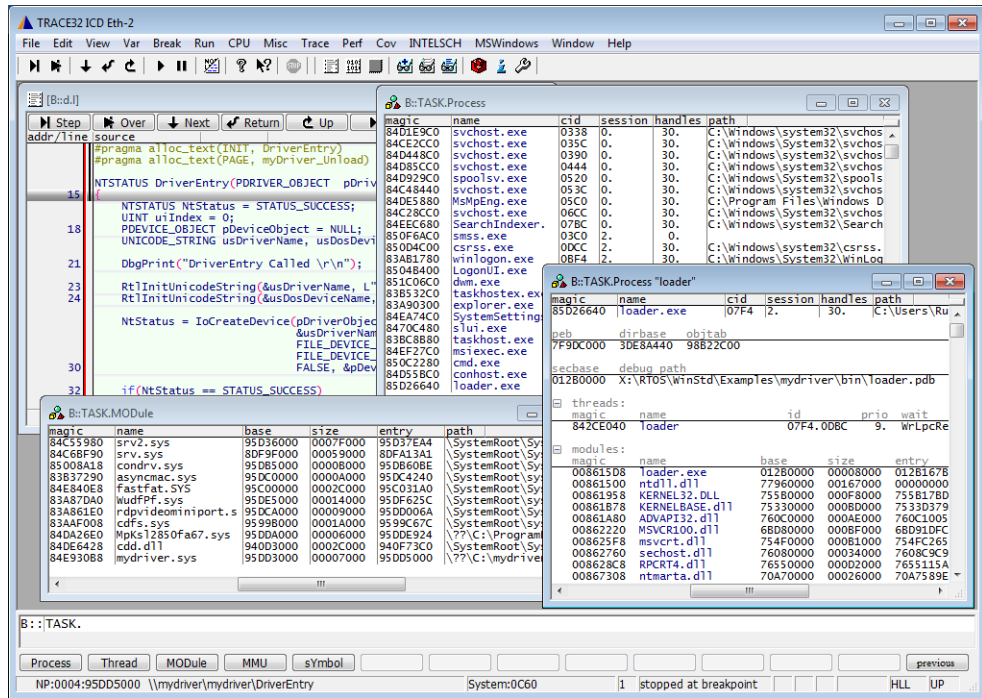 TRACE32 ICD Eth-2
File Edit View Var Break Run CPU Misc Trace Perf Cov INTELSCH MSWindows Window Help
[B::d.l]
Step Over Next Return Up
addr/line source
#pragma alloc_text(INIT, DriverEntry)
#pragma alloc_text(PAGE, myDriver_Unload)
NTSTATUS DriverEntry(PDRIVER_OBJECT pDriv
15 {
NTSTATUS NtStatus = STATUS_SUCCESS;
UINT uiIndex = 0;
18 PDEVICE_OBJECT pDeviceObject = NULL;
UNICODE_STRING usDriverName, usDosDevi
21 DbgPrint("DriverEntry Called \r\n");
23 RtlInitUnicodeString(&usDriverName, L"
24 RtlInitUnicodeString(&usDosDeviceName,
NtStatus = IoCreateDevice(pDriverObjec
&usDriverNam
FILE_DEVICE_
FILE_DEVICE_
30 FALSE, &pDev
32 if(NtStatus == STATUS_SUCCESS)
B::TASK.Process
magic name cid session handles path
84D1E9C0 svchost.exe 0338 0. 30. C:\Windows\system32\svchos
84CE2CC0 svchost.exe 035C 0. 30. C:\Windows\System32\svchos
84D448C0 svchost.exe 0390 0. 30. C:\Windows\system32\svchos
84D85CC0 svchost.exe 0444 0. 30. C:\Windows\system32\svchos
84D929C0 spoolsv.exe 0520 0. 30. C:\Windows\System32\spools
84C48440 svchost.exe 053C 0. 30. C:\Windows\system32\svchos
84DE5880 MsMpEng.exe 05C0 0. 30. C:\Program Files\Windows D
84C28CC0 svchost.exe 06CC 0. 30. C:\Windows\system32\svchos
84EEC680 SearchIndexer. 07BC 0. 30. C:\Windows\system32\Search
850F6AC0 smss.exe 03C0 2. 0.
850D4C00 csrss.exe 0DCC 2. 30. C:\Windows\system32\csrss.
83AB1780 winlogon.exe 0BF4 2. 30. C:\Windows\System32\WinLog
8504B400 LogonUI.exe
851C06C0 dwm.exe
83B532C0 taskhostex.exe
83A90300 explorer.exe
84EA74C0 SystemSetting
8470C480 slui.exe
83BC8B80 taskhost.exe
84EF27C0 msiexec.exe
850C2280 cmd.exe
84D55BC0 conhost.exe
85D26640 loader.exe
B::TASK.Process "loader"
magic name cid session handles path
85D26640 loader.exe 07F4 2. 30. C:\Users\Ru
peb dirbase objtab
7F9DC000 3DE8A440 98B22C00
secbase debug path
012B0000 X:\RTOS\WinStd\Examples\mydriver\bin\loader.pdb
threads:
magic name id prio wait
842CE040 loader 07F4.0DBC 9. WrLpcRe
modules:
magic name base size entry
008615D8 loader.exe 012B0000 00008000 012B167B
00861500 ntdll.dll 77960000 00167000 00000000
00861958 KERNEL32.DLL 755B0000 000F8000 755B17BD
00861B78 KERNELBASE.dll 75330000 000BD000 7533D379
00861A80 ADVAPI32.dll 760C0000 000AE000 760C1005
00862220 MSVCR100.dll 6BD80000 000BF000 6BD91DFC
008625F8 msvcrt.dll 754F0000 000B1000 754FC265
00862760 sechost.dll 76080000 00034000 7608C9C9
008628C8 RPCRT4.dll 76550000 000D2000 7655115A
00867308 ntmarta.dll 70A70000 00026000 70A7589E
B::TASK.MODule
magic name base size entry path
84C55980 srv2.sys 95D36000 0007F000 95D37EA4 \SystemRoot\Sys
84C6BF90 srv.sys 8DF9F000 00059000 8DFA13A1 \SystemRoot\Sys
85008A18 condrv.sys 95DB5000 0000B000 95DB60BE \SystemRoot\Sys
83B37290 asyncmac.sys 95DC0000 0000A000 95DC4240 \SystemRoot\Sys
84E840E8 fastfat.SYS 95C00000 0002C000 95C031A0 \SystemRoot\Sys
83A87DA0 WudfPf.sys 95DE5000 00014000 95DF625C \SystemRoot\sys
83A861E0 rdpvideominiport.s 95DCA000 00009000 95DD006A \SystemRoot\Sys
83AAF008 cdfs.sys 9599B000 0001A000 9599C67C \SystemRoot\Sys
84DA26E0 MpKsl2850fa67.sys 95DDA000 00006000 95DDE924 \??\C:\Program
84DE6428 cdd.dll 940D3000 0002C000 940F73C0 \SystemRoot\Sys
84E930B8 mydriver.sys 95DD3000 00007000 95DD5000 \??\C:\mydrive
B::TASK.
Process Thread MODule MMU sYmbol previous
NP:0004:95DD5000 \\mydriver\mydriver\DriverEntry System:0C60 1 stopped at breakpoint HLL UP